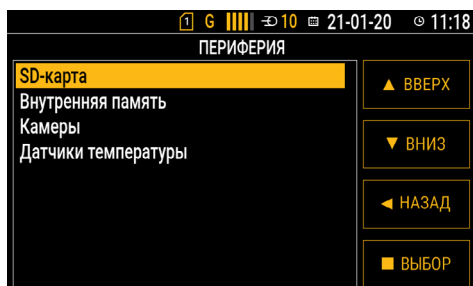 1 G 10 21-01-20 11:18
ПЕРИФЕРИЯ
SD-карта
Внутренняя память
Камеры
Датчики температуры
ВВЕРХ
ВНИЗ
НАЗАД
ВЫБОР